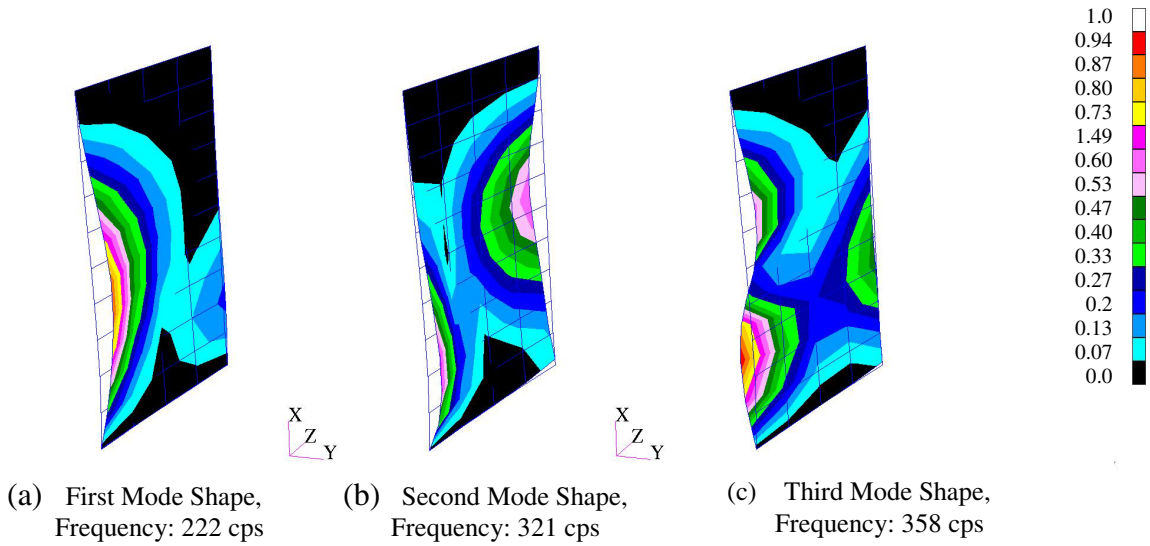 1.0
0.94
0.87
0.80
0.73
1.49
0.60
0.53
0.47
0.40
0.33
0.27
0.2
0.13
0.07
0.0
X
Z
Y
X
Z
Y
(a) First Mode Shape,
Frequency: 222 cps
(b) Second Mode Shape,
Frequency: 321 cps
(c) Third Mode Shape,
Frequency: 358 cps